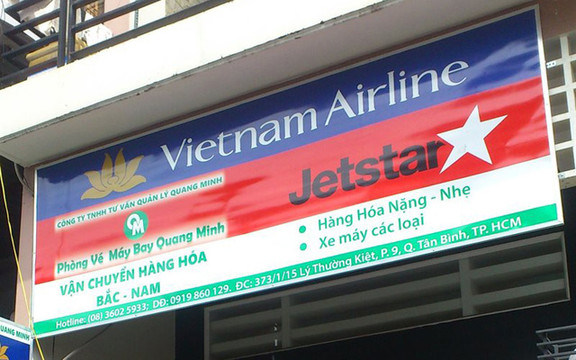 Vietnam Airline
Jetstar
CÔNG TY TNHH TƯ VẤN QUẢN LÝ QUANG MINH
QM
Phòng Vé Máy Bay Quang Minh
VẬN CHUYỂN HÀNG HÓA
BẮC - NAM
• Hàng Hóa Nặng - Nhẹ
• Xe máy các loại
Hotline: (08) 3602 5933; DĐ: 0919 860 129. ĐC: 373/1/15 Lý Thường Kiệt, P. 9, Q. Tân Bình, TP. HCM
QUANG MINH